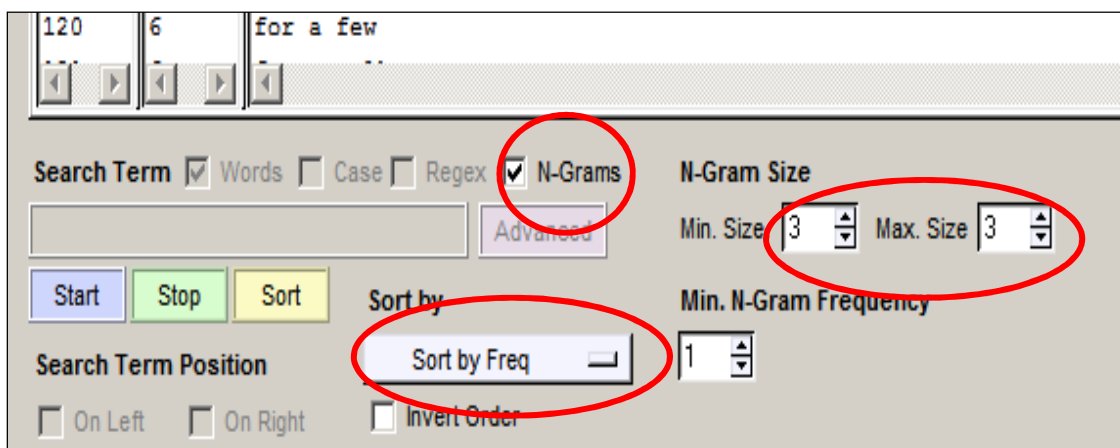 120 6 for a few
Search Term Words Case Regex N-Grams N-Gram Size
Advanced Min. Size 3 Max. Size 3
Start Stop Sort Sort by Min. N-Gram Frequency
Sort by Freq 1
Search Term Position
On Left On Right Invert Order